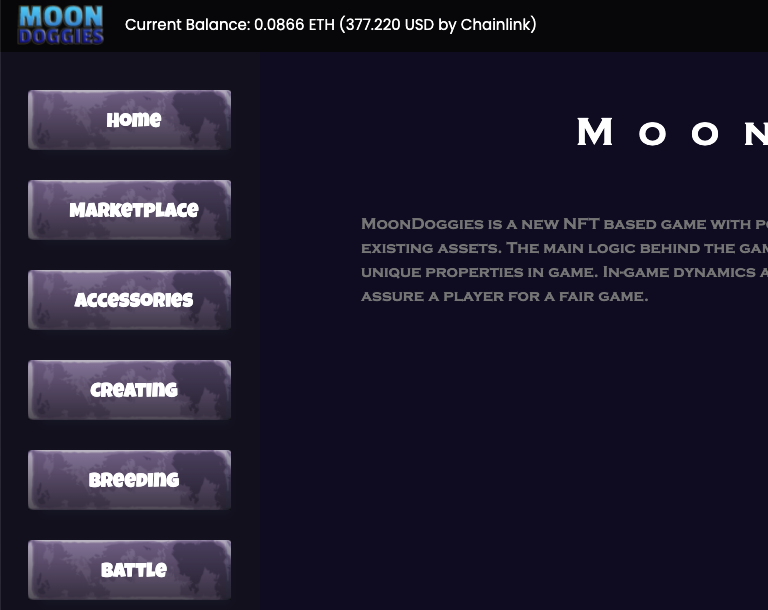 MOON
DOGGIES
Current Balance: 0.0866 ETH (377.220 USD by Chainlink)
Home
Marketplace
Accessories
Creating
Breeding
Battle
MOON
MoonDoggies is a new NFT based game with
existing assets. The main logic behind the
unique properties in game. In-game dynamics
assure a player for a fair game.